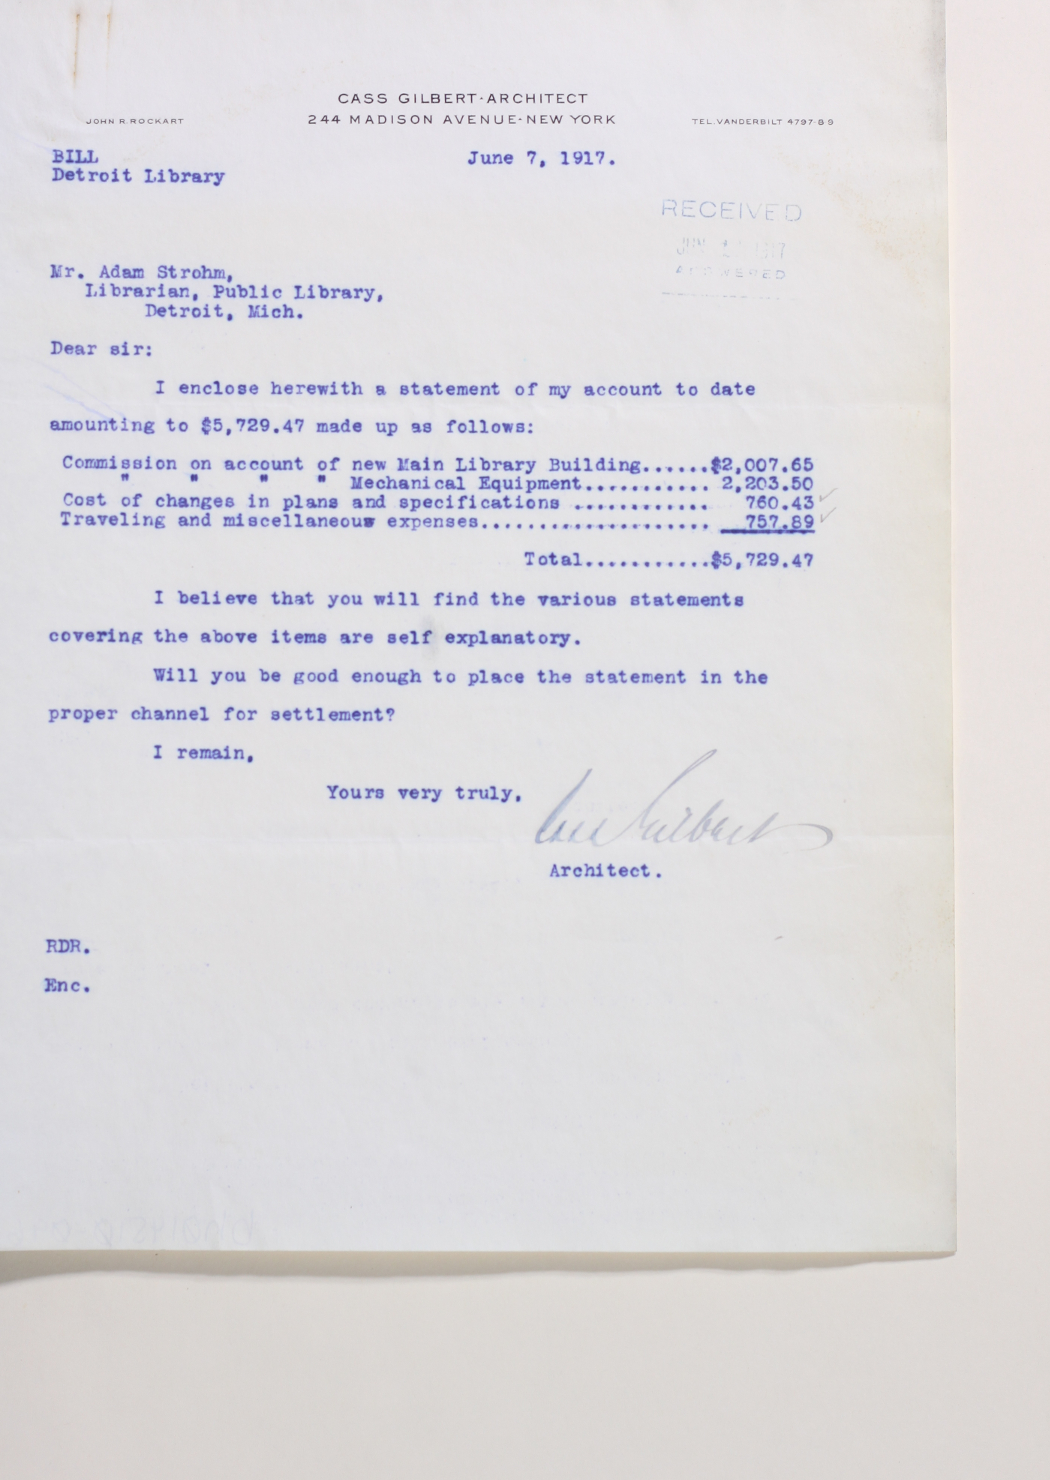 CASS GILBERT-ARCHITECT
JOHN R. ROCKART 244 MADISON AVENUE-NEW YORK TEL. VANDERBILT 4797-89
BILL June 7, 1917.
Detroit Library
RECEIVED
ANSWERED
Mr. Adam Strohm,
Librarian, Public Library,
Detroit, Mich.
Dear sir:
I enclose herewith a statement of my account to date
amounting to $5,729.47 made up as follows:
Commission on account of new Main Library Building......$2,007.65
" " " " Mechanical Equipment........... 2,203.50
Cost of changes in plans and specifications ............ 760.43
Traveling and miscellaneous expenses.................... 757.89
Total...........$5,729.47
I believe that you will find the various statements
covering the above items are self explanatory.
Will you be good enough to place the statement in the
proper channel for settlement?
I remain,
Yours very truly,
Cass Gilbert
Architect.
RDR.
Enc.